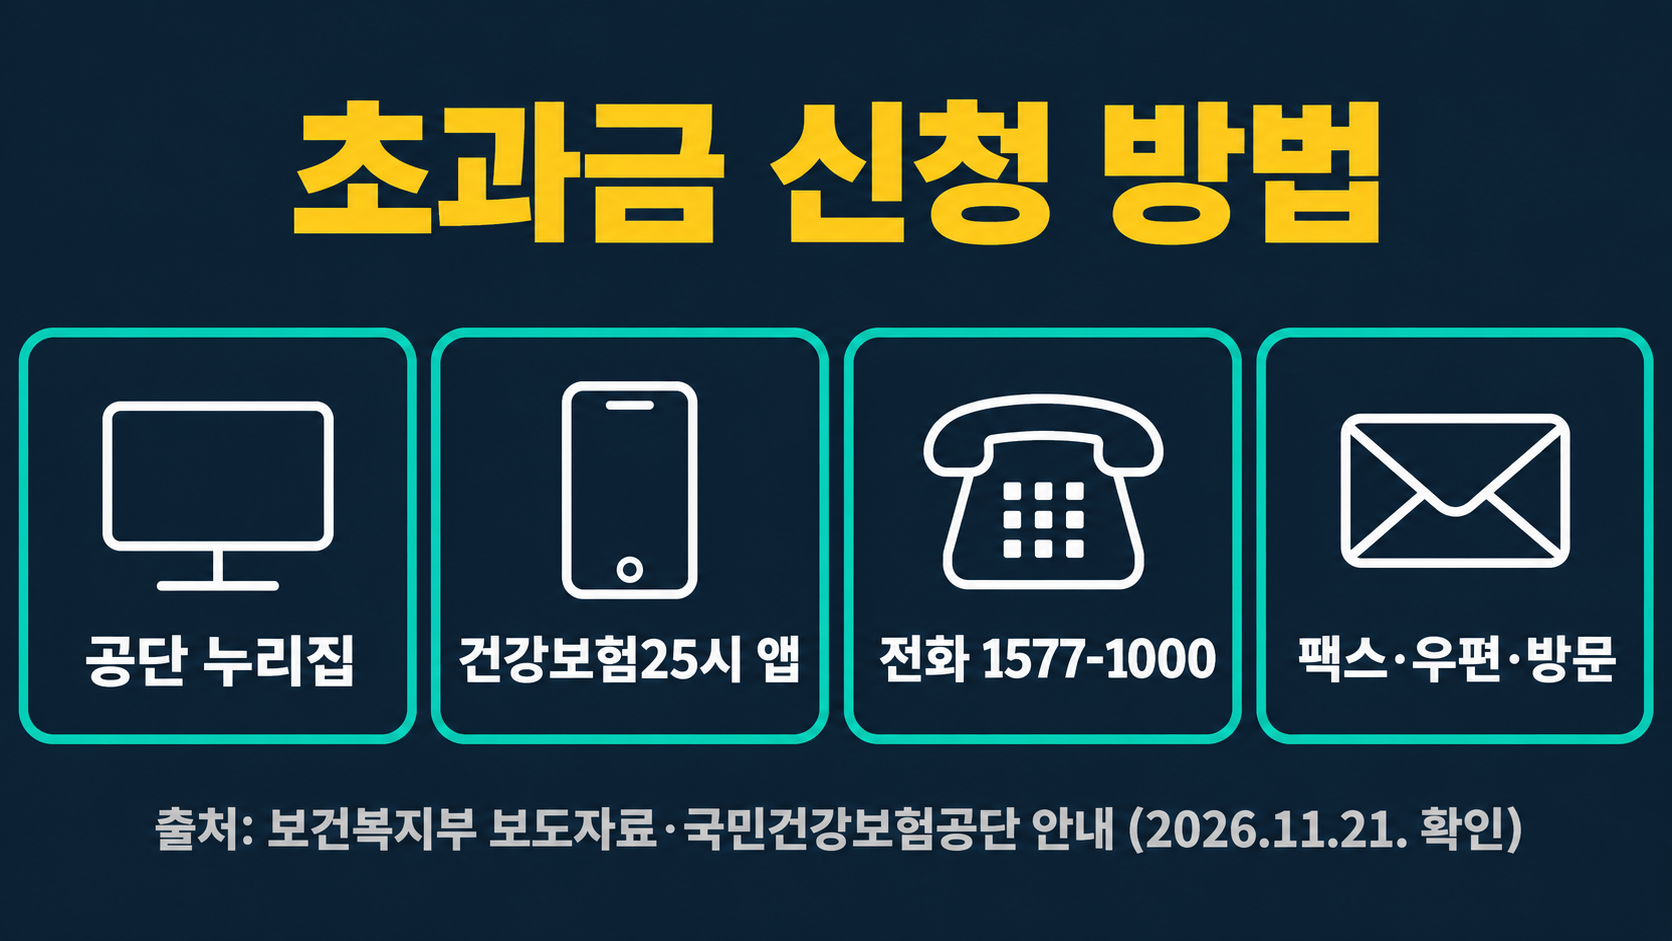 초과금 신청 방법
공단 누리집
건강보험25시 앱
전화 1577-1000
팩스·우편·방문
출처: 보건복지부 보도자료·국민건강보험공단 안내 (2026.11.21. 확인)